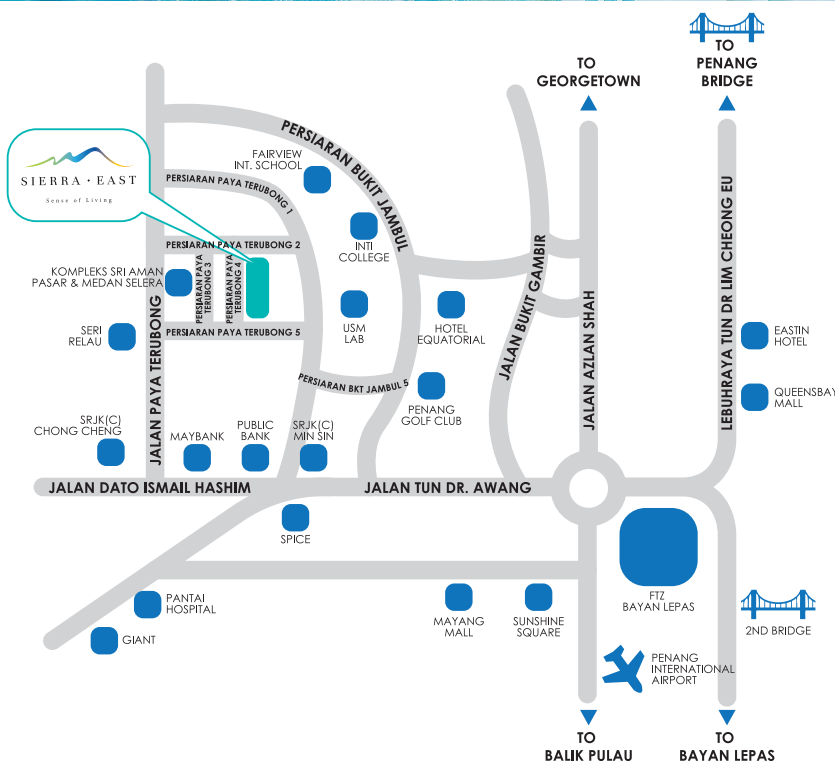 TO
PENANG
BRIDGE
TO
GEORGETOWN
SIERRA · EAST
Sense of Living
PERSIARAN BUKIT JAMBUL
FAIRVIEW
INT. SCHOOL
PERSIARAN PAYA TERUBONG 1
INTI
COLLEGE
PERSIARAN PAYA TERUBONG 2
KOMPLEKS SRI AMAN
PASAR & MEDAN SELERA
PERSIARAN PAYA
TERUBONG 3
PERSIARAN PAYA
TERUBONG 4
PERSIARAN PAYA TERUBONG 5
SERI
RELAU
JALAN PAYA TERUBONG
USM
LAB
HOTEL
EQUATORIAL
JALAN BUKIT GAMBIR
JALAN AZLAN SHAH
LEBUHRAYA TUN DR LIM CHEONG EU
EASTIN
HOTEL
QUEENSBAY
MALL
PERSIARAN BKT JAMBUL 5
PENANG
GOLF CLUB
SRJK(C)
CHONG CHENG
MAYBANK
PUBLIC
BANK
SRJK(C)
MIN SIN
JALAN DATO ISMAIL HASHIM
JALAN TUN DR. AWANG
SPICE
PANTAI
HOSPITAL
GIANT
MAYANG
MALL
SUNSHINE
SQUARE
FTZ
BAYAN LEPAS
2ND BRIDGE
PENANG
INTERNATIONAL
AIRPORT
TO
BALIK PULAU
TO
BAYAN LEPAS